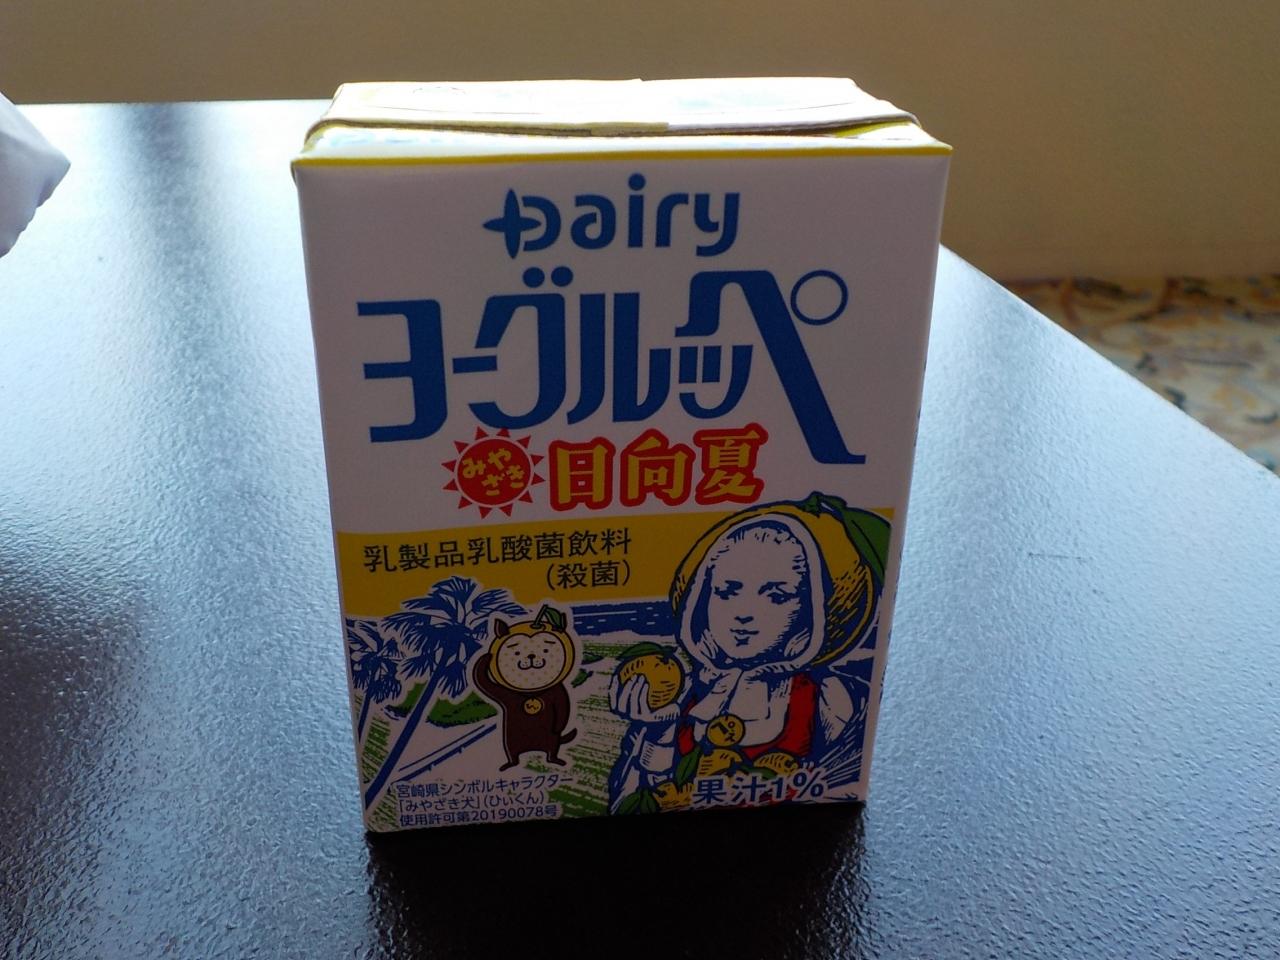 Dairy
ヨーグルッペ
みや
ざき
日向夏
乳製品乳酸菌飲料
(殺菌)
宮崎県シンボルキャラクター
「みやざき犬」(ひぃくん)
使用許可第20190078号
果汁1%